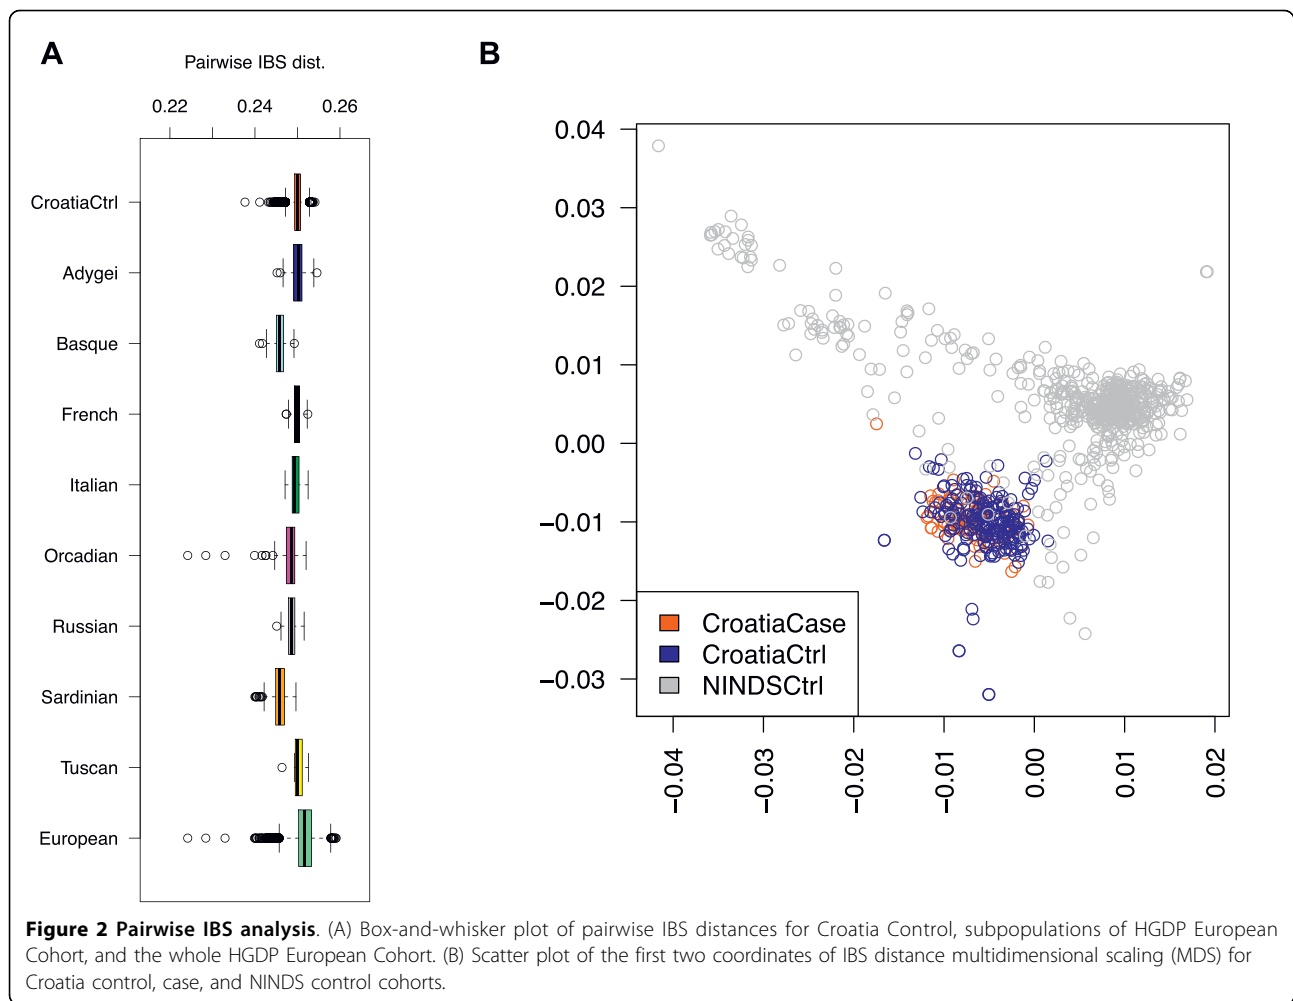 A
B
Pairwise IBS dist.
0.22
0.24
0.26
CroatiaCtrl
Adygei
Basque
French
Italian
Orcadian
Russian
Sardinian
Tuscan
European
0.04
0.03
0.02
0.01
0.00
−0.01
−0.02
−0.03
CroatiaCase
CroatiaCtrl
NINDSCtrl
−0.04
−0.03
−0.02
−0.01
0.00
0.01
0.02
Figure 2 Pairwise IBS analysis. (A) Box-and-whisker plot of pairwise IBS distances for Croatia Control, subpopulations of HGDP European
Cohort, and the whole HGDP European Cohort. (B) Scatter plot of the first two coordinates of IBS distance multidimensional scaling (MDS) for
Croatia control, case, and NINDS control cohorts.